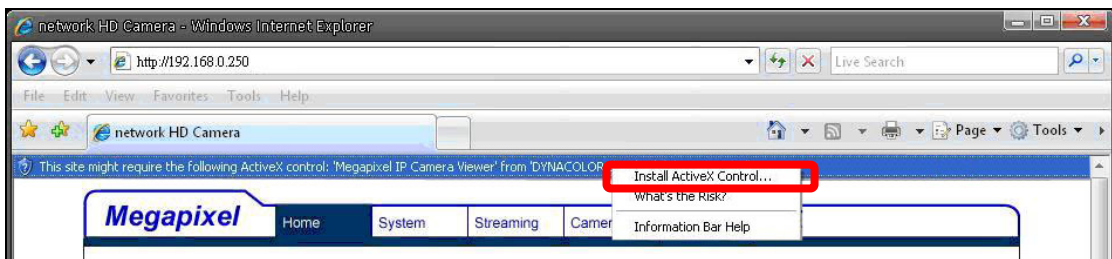 network HD Camera - Windows Internet Explorer
http://192.168.0.250
Live Search
File Edit View Favorites Tools Help
network HD Camera
Page Tools
This site might require the following ActiveX control: 'Megapixel IP Camera Viewer' from 'DYNACOLOR
Install ActiveX Control...
What's the Risk?
Information Bar Help
Megapixel
Home System Streaming Camer